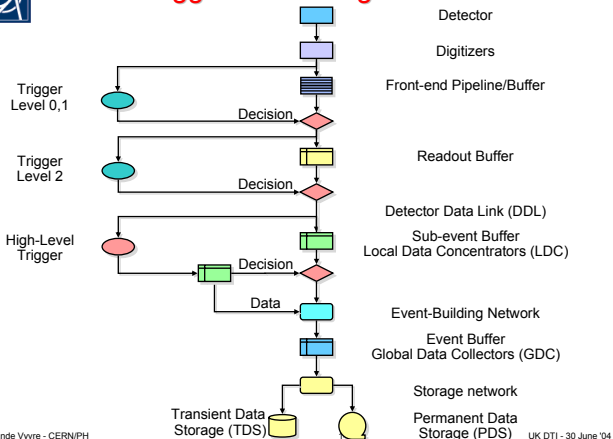 Detector
Digitizers
Trigger
Level 0,1
Front-end Pipeline/Buffer
Decision
Trigger
Level 2
Readout Buffer
Decision
Detector Data Link (DDL)
High-Level
Trigger
Sub-event Buffer
Local Data Concentrators (LDC)
Decision
Data
Event-Building Network
Event Buffer
Global Data Collectors (GDC)
Storage network
Transient Data
Storage (TDS)
Permanent Data
Storage (PDS)
nde Vyvre - CERN/PH
UK DTI - 30 June '04